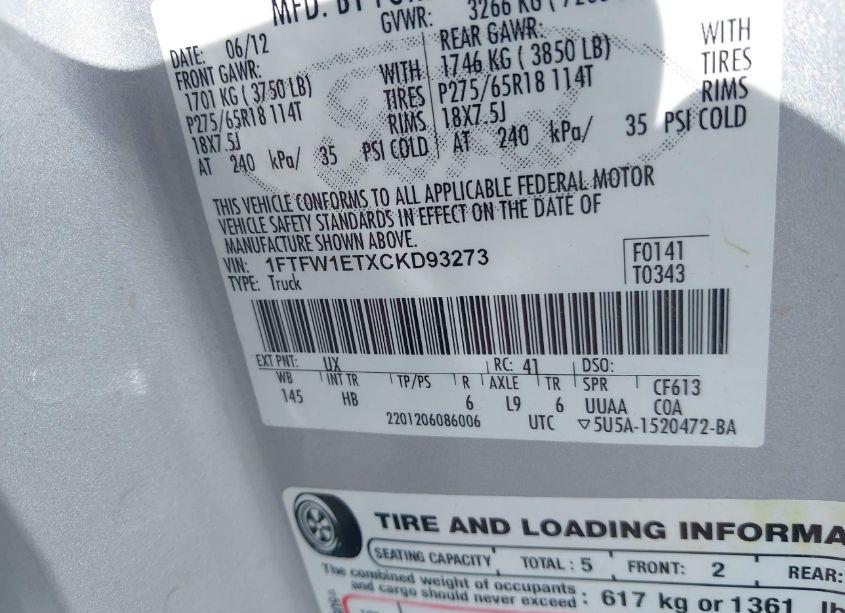 MFD. BY
GVWR: 3266 KG
DATE: 06/12
FRONT GAWR: REAR GAWR: WITH
1701 KG ( 3750 LB) WITH 1746 KG ( 3850 LB) TIRES
P275/65R18 114T TIRES P275/65R18 114T RIMS
18X7.5J RIMS 18X7.5J
AT 240 kPa/ 35 PSI COLD AT 240 kPa/ 35 PSI COLD
THIS VEHICLE CONFORMS TO ALL APPLICABLE FEDERAL MOTOR
VEHICLE SAFETY STANDARDS IN EFFECT ON THE DATE OF
MANUFACTURE SHOWN ABOVE.
VIN: 1FTFW1ETXCKD93273 F0141
TYPE: Truck T0343
EXT PNT: UX RC: 41 DSO:
WB INT TR TP/PS R AXLE TR SPR CF613
145 HB 6 L9 6 UUAA COA
2201206086006 UTC ▽5U5A-1520472-BA
TIRE AND LOADING INFORMA
SEATING CAPACITY TOTAL : 5 FRONT: 2 REAR:
The combined weight of occupants
and cargo should never exceed : 617 kg or 1361 lb